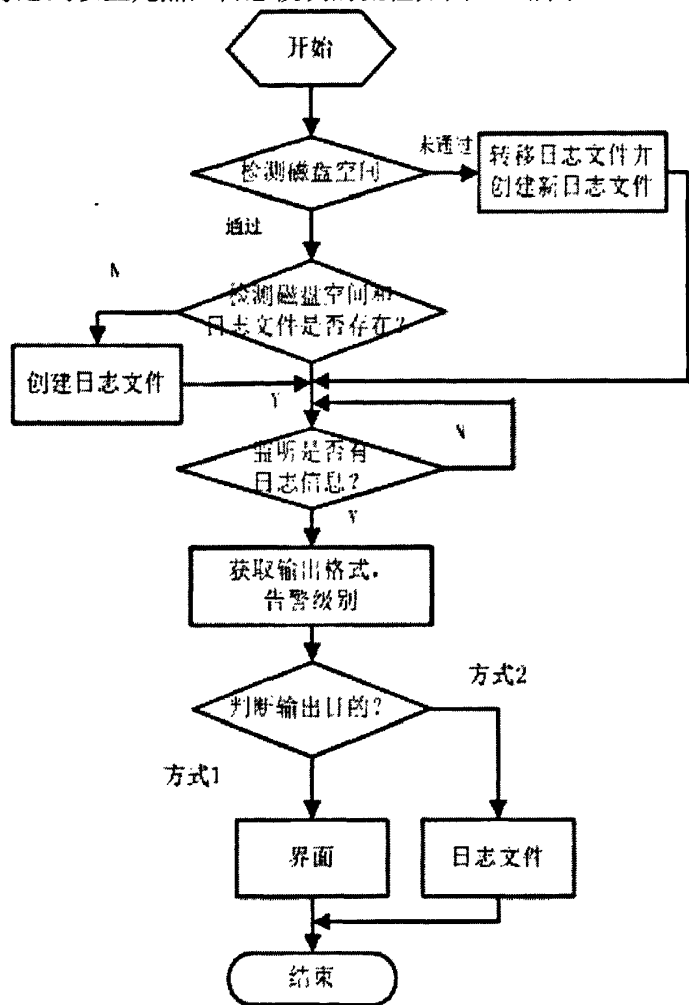 开始
检测磁盘空间
未通过
转移日志文件并
创建新日志文件
通过
N
检测磁盘空间和
日志文件是否存在？
创建日志文件
Y
N
监听是否有
日志信息？
Y
获取输出格式，
告警级别
方式2
判断输出目的？
方式1
界面
日志文件
结束